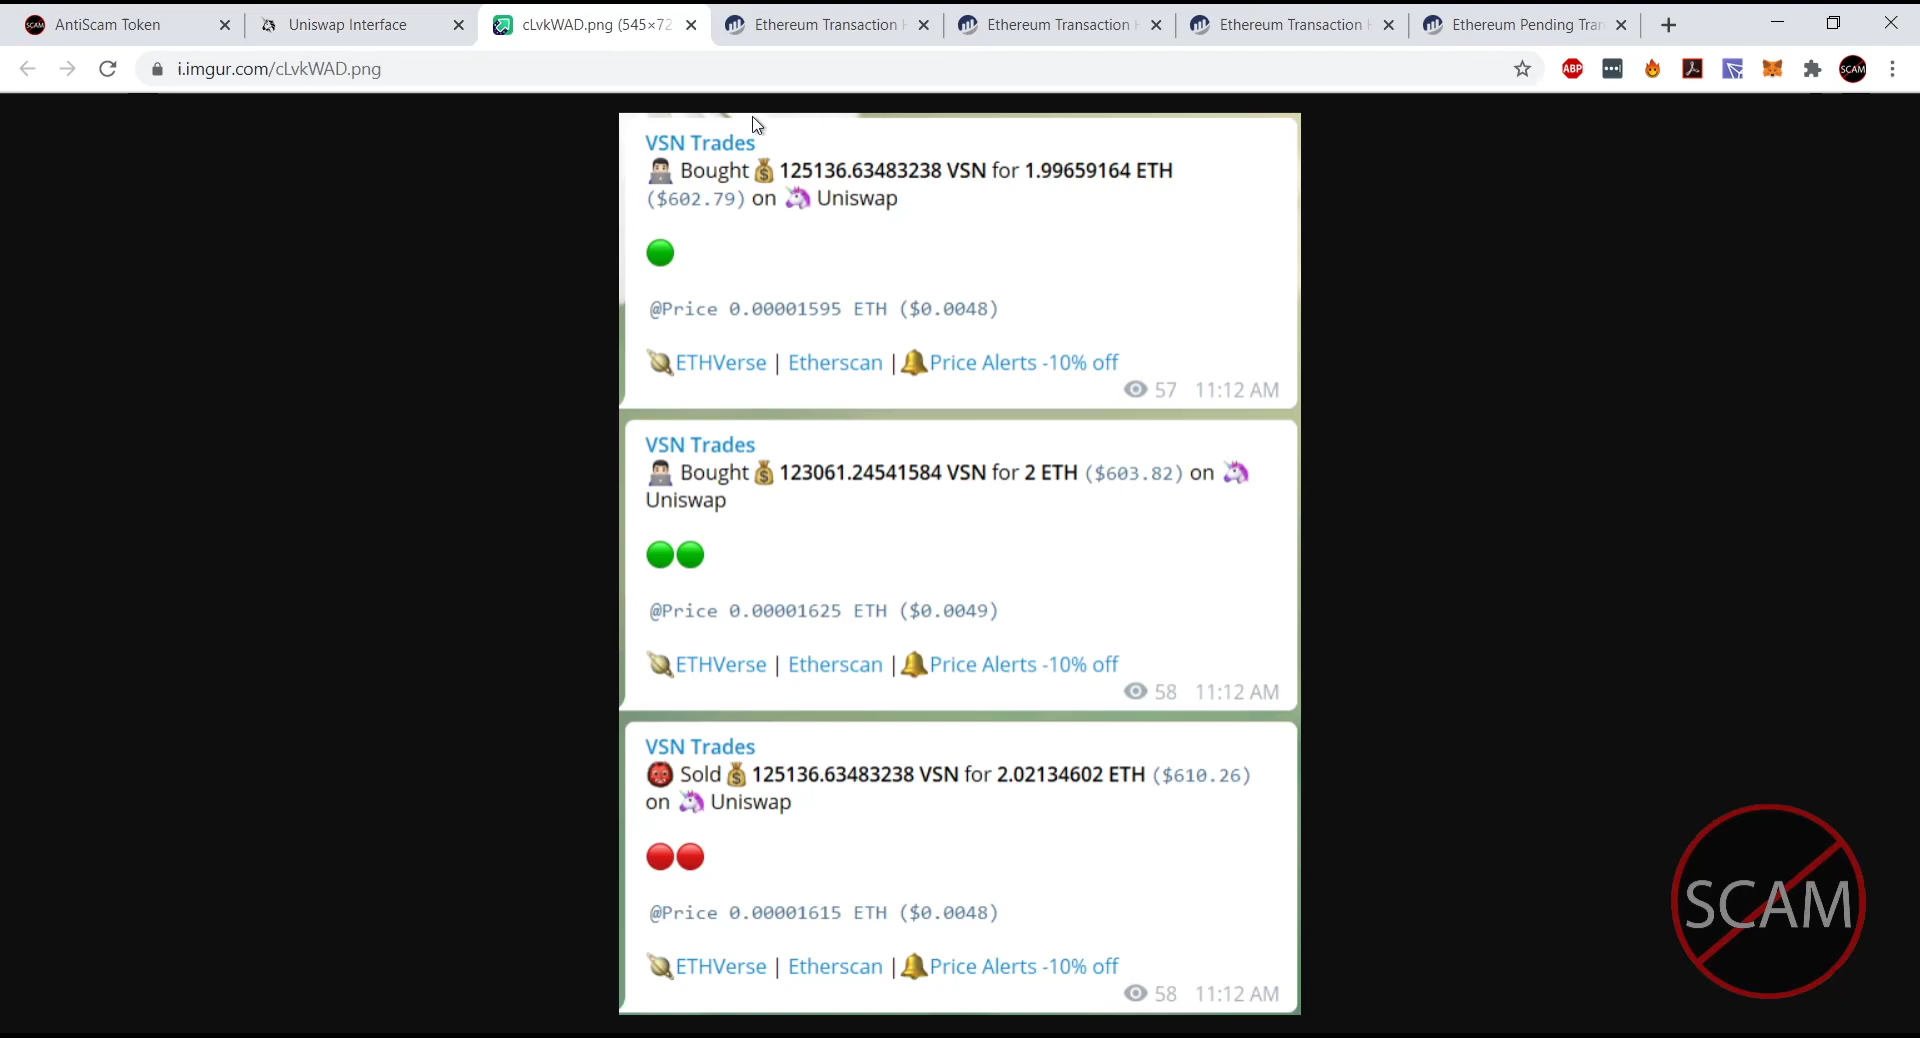 AntiScam Token
Uniswap Interface
cLvkWAD.png (545×72
Ethereum Transaction
Ethereum Transaction
Ethereum Transaction
Ethereum Pending Tran
i.imgur.com/cLvkWAD.png
ABP
SCAM
VSN Trades
Bought 125136.63483238 VSN for 1.99659164 ETH
($602.79) on Uniswap
@Price 0.00001595 ETH ($0.0048)
ETHVerse | Etherscan | Price Alerts -10% off
57 11:12 AM
VSN Trades
Bought 123061.24541584 VSN for 2 ETH ($603.82) on
Uniswap
@Price 0.00001625 ETH ($0.0049)
ETHVerse | Etherscan | Price Alerts -10% off
58 11:12 AM
VSN Trades
Sold 125136.63483238 VSN for 2.02134602 ETH ($610.26)
on Uniswap
@Price 0.00001615 ETH ($0.0048)
ETHVerse | Etherscan | Price Alerts -10% off
58 11:12 AM
SCAM